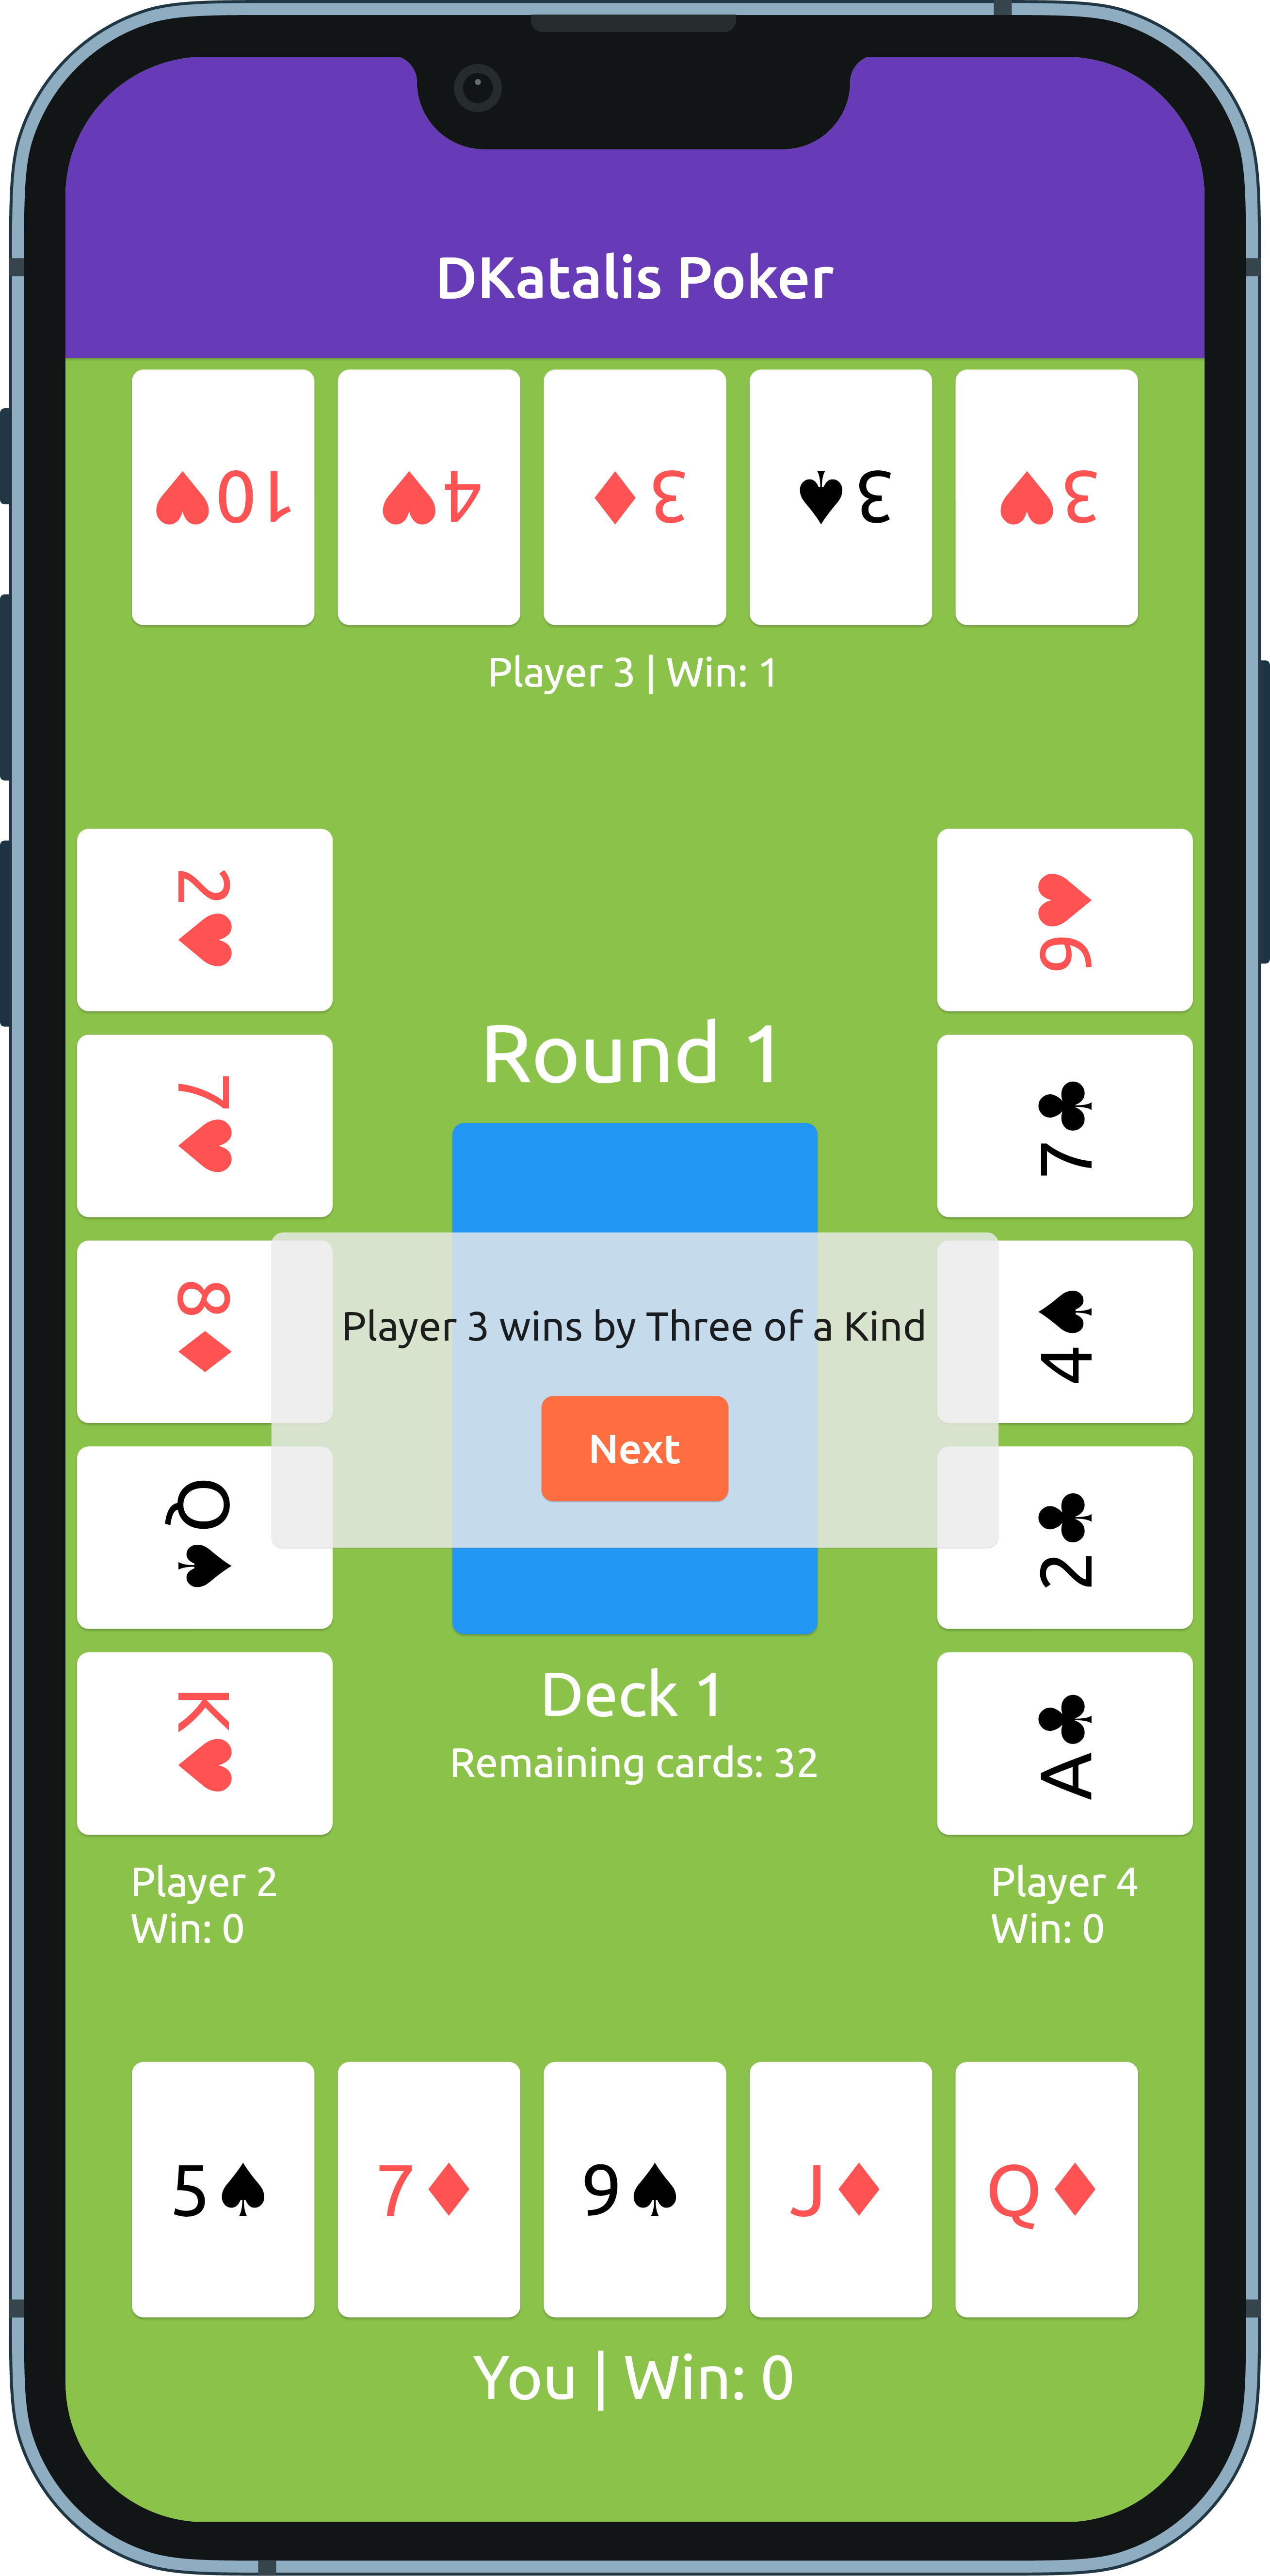 DKatalis Poker
10♥ 4♥ 3♦ 3♠ 3♥
Player 3 | Win: 1
2♥
7♥
8♦
Q♠
K♥
Player 2
Win: 0
Round 1
Player 3 wins by Three of a Kind
Next
Deck 1
Remaining cards: 32
9♥
7♣
4♠
2♣
A♣
Player 4
Win: 0
5♠ 7♦ 9♠ J♦ Q♦
You | Win: 0